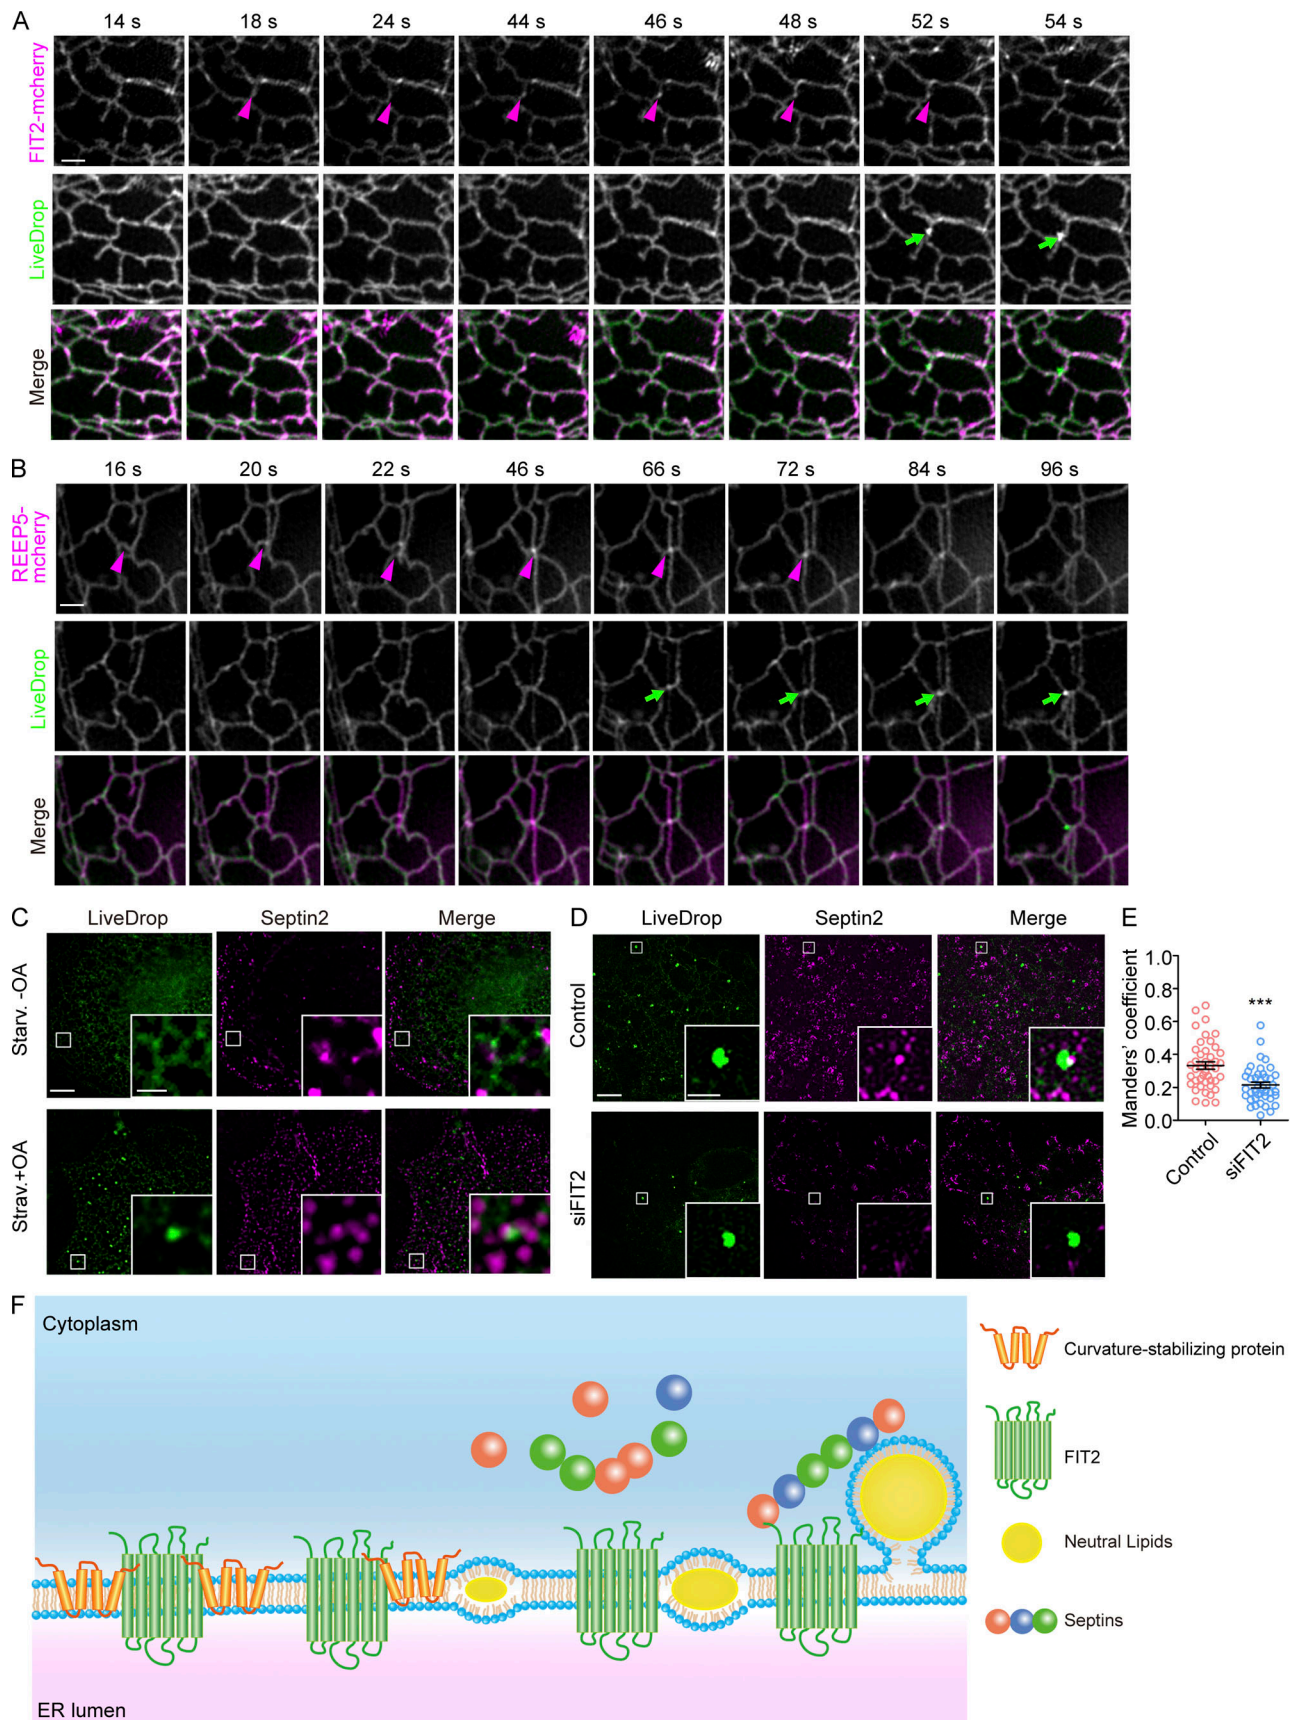 A
14 s 18 s 24 s 44 s 46 s 48 s 52 s 54 s
FIT2-mcherry
LiveDrop
Merge
B
16 s 20 s 22 s 46 s 66 s 72 s 84 s 96 s
REEP5-
mcherry
LiveDrop
Merge
C
LiveDrop Septin2 Merge
Starv. -OA
Strav.+OA
D
LiveDrop Septin2 Merge
Control
siFIT2
E
Manders' coefficient
1.0
0.8
0.6
0.4
0.2
0.0
***
Control
siFIT2
F
Cytoplasm
ER lumen
Curvature-stabilizing protein
FIT2
Neutral Lipids
Septins